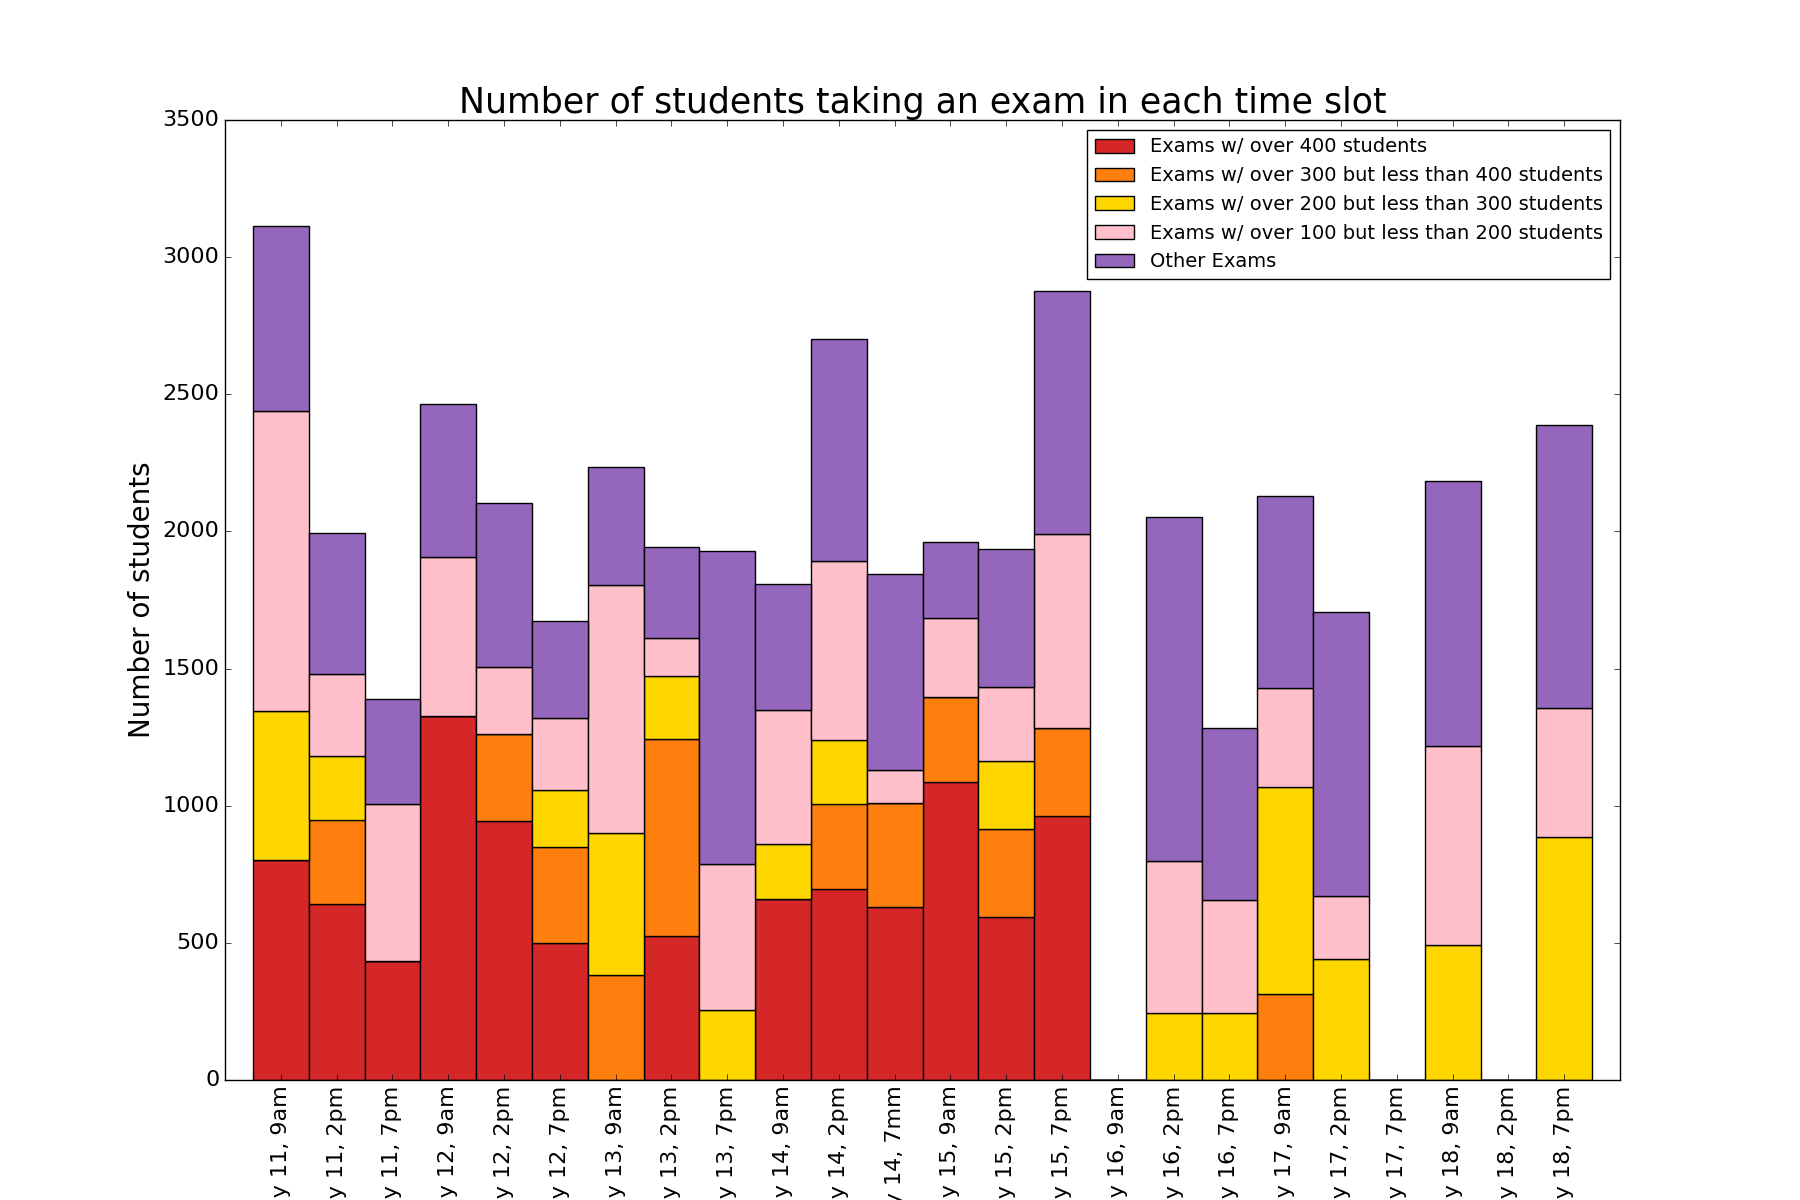 Number of students taking an exam in each time slot
Exams w/ over 400 students
Exams w/ over 300 but less than 400 students
Exams w/ over 200 but less than 300 students
Exams w/ over 100 but less than 200 students
Other Exams
Number of students
3500
3000
2500
2000
1500
1000
500
0
y 11, 9am
y 11, 2pm
y 11, 7pm
y 12, 9am
y 12, 2pm
y 12, 7pm
y 13, 9am
y 13, 2pm
y 13, 7pm
y 14, 9am
y 14, 2pm
y 14, 7mm
y 15, 9am
y 15, 2pm
y 15, 7pm
y 16, 9am
y 16, 2pm
y 16, 7pm
y 17, 9am
y 17, 2pm
y 17, 7pm
y 18, 9am
y 18, 2pm
y 18, 7pm